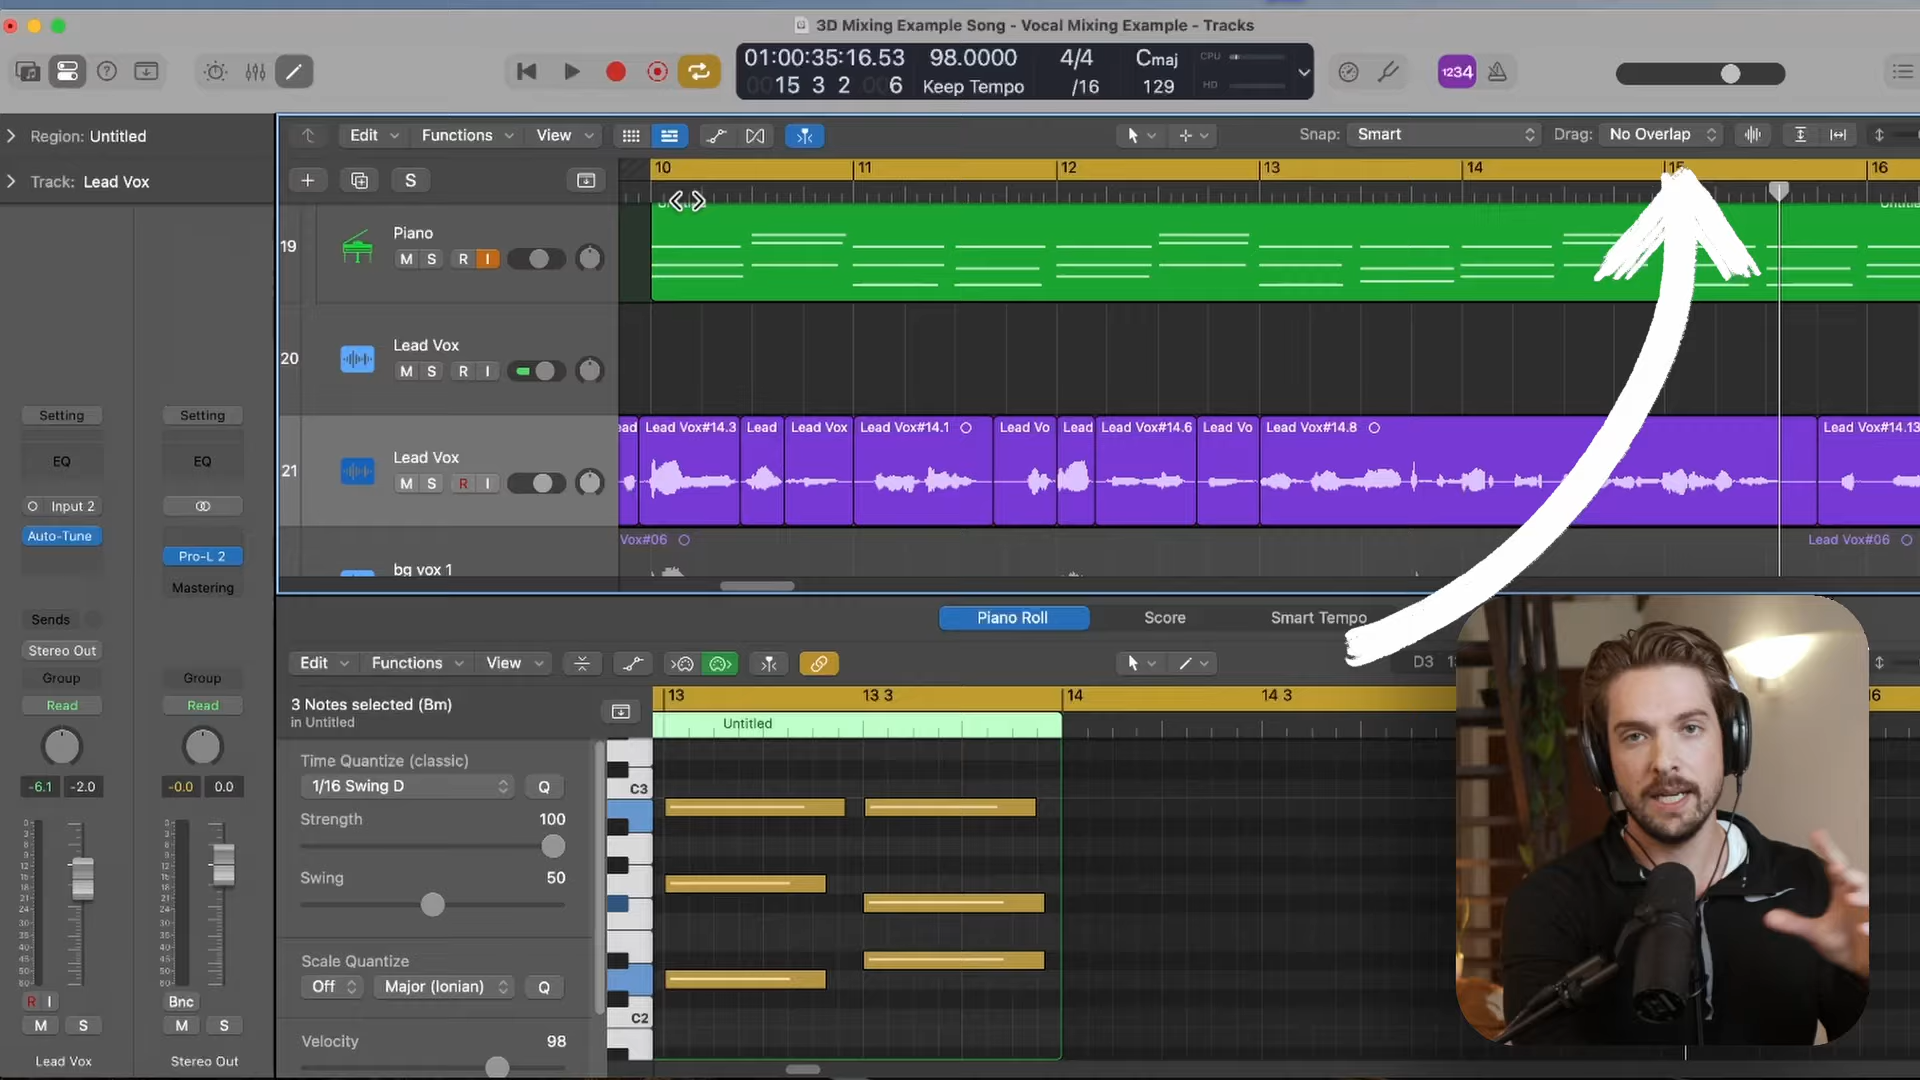 3D Mixing Example Song - Vocal Mixing Example - Tracks
01:00:35:16.53 98.0000 4/4 Cmaj CPU
0015 3 2 006 Keep Tempo /16 129 HD
1234
Region: Untitled
Track: Lead Vox
Edit Functions View Snap: Smart Drag: No Overlap
S
10 11 12 13 14 15 16
19 Piano
M S R I
20 Lead Vox
M S R I
Lead Vox#14.3 Lead Lead Vox Lead Vox#14.1 Lead Vo Lead Lead Vox#14.6 Lead Vo Lead Vox#14.8 Lead Vox#14.13
21 Lead Vox
M S R I
Vox#06 Lead Vox#06
bg vox 1
Setting Setting
EQ EQ
Input 2
Auto-Tune
Pro-L 2
Mastering
Sends
Stereo Out
Group Group
Read Read
-6.1 -2.0 -0.0 0.0
R I Bnc
M S M S
Lead Vox Stereo Out
Piano Roll Score Smart Tempo
Edit Functions View D3
3 Notes selected (Bm)
in Untitled
13 13 3 14 14 3
Untitled
Time Quantize (classic)
1/16 Swing D Q
Strength 100
Swing 50
Scale Quantize
Off Major (Ionian) Q
Velocity 98
C3
C2